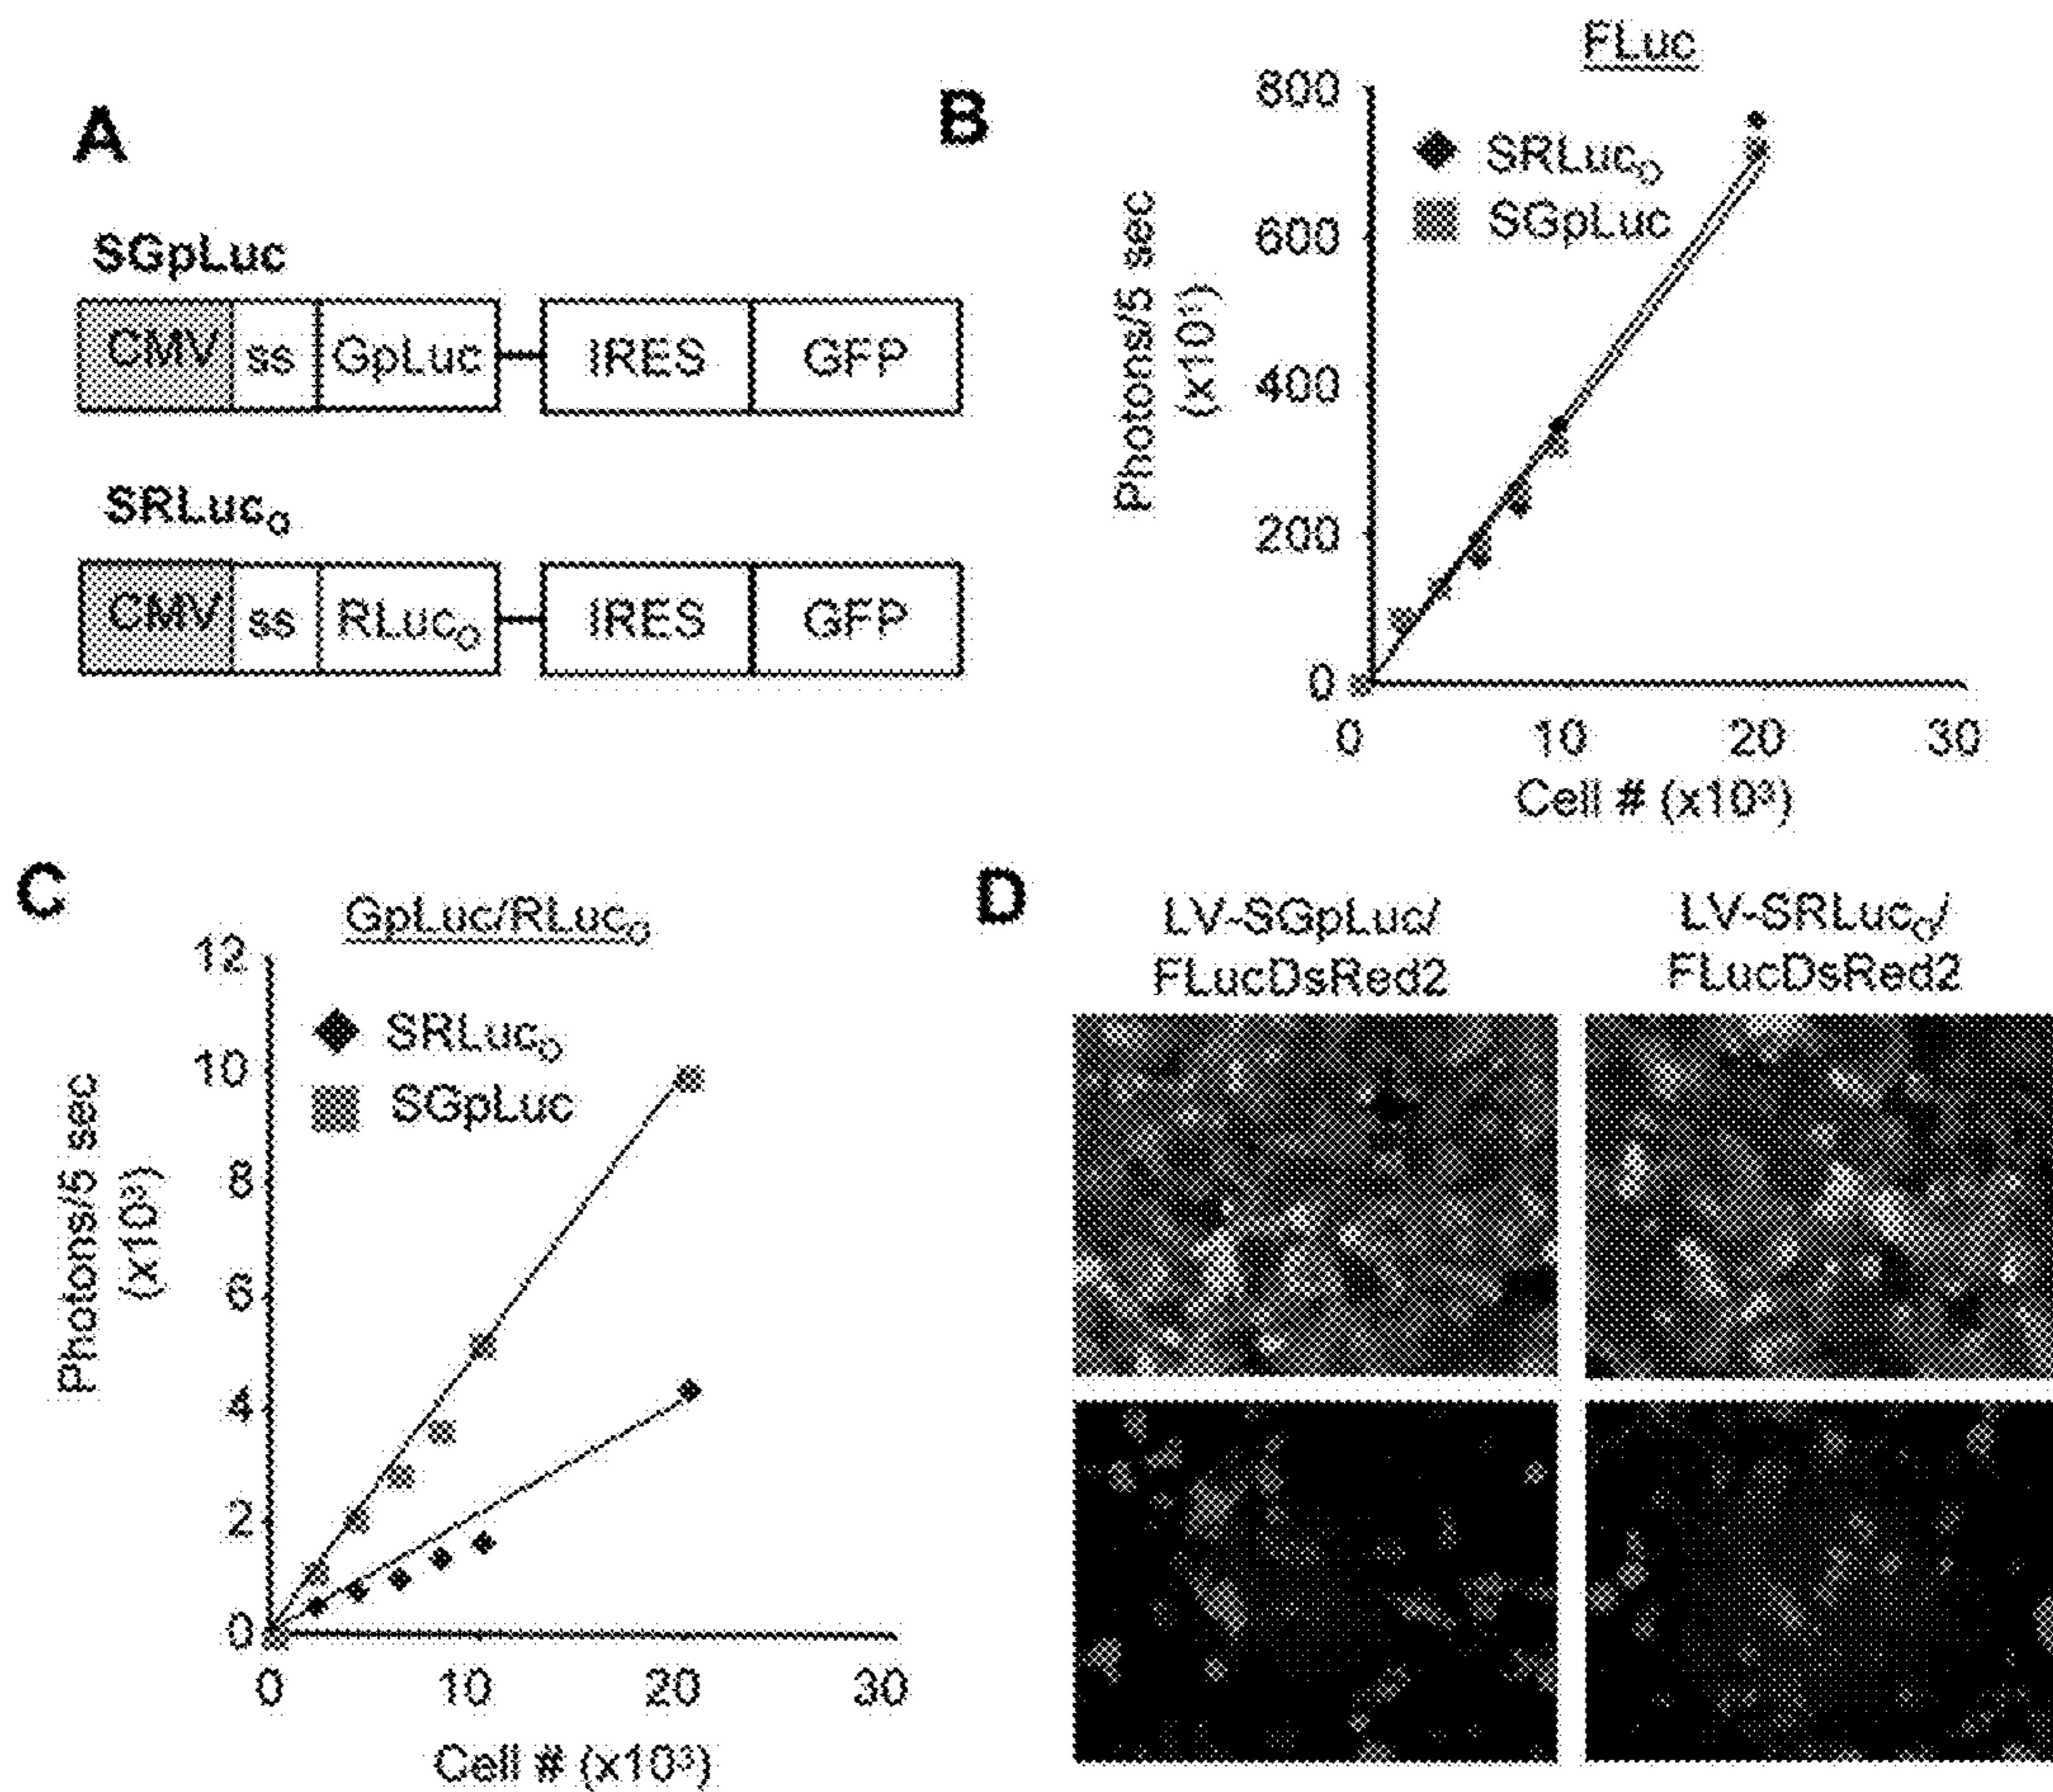 A
SGpLuc
CMV ss GpLuc IRES GFP
SRLucO
CMV ss RLucO IRES GFP
B
FLuc
Photons/5 sec
(x10¹)
800
600
400
200
0
SRLucO
SGpLuc
0 10 20 30
Cell # (x10³)
C
GpLuc/RLucO
Photons/5 sec
(x10³)
12
10
8
6
4
2
0
SRLucO
SGpLuc
0 10 20 30
Cell # (x10³)
D
LV-SGpLuc/
FLucDsRed2
LV-SRLucO/
FLucDsRed2